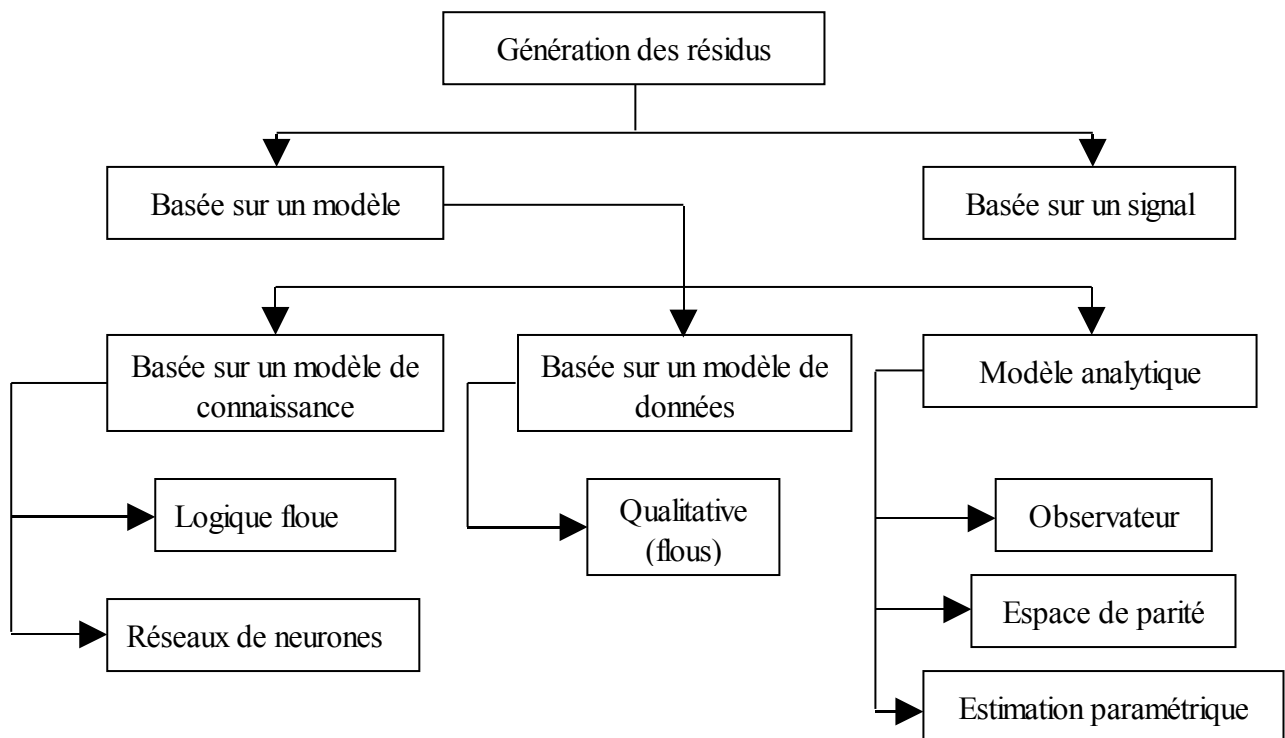 Génération des résidus
Basée sur un modèle
Basée sur un signal
Basée sur un modèle de
connaissance
Basée sur un modèle de
données
Modèle analytique
Logique floue
Qualitative
(flous)
Observateur
Espace de parité
Réseaux de neurones
Estimation paramétrique